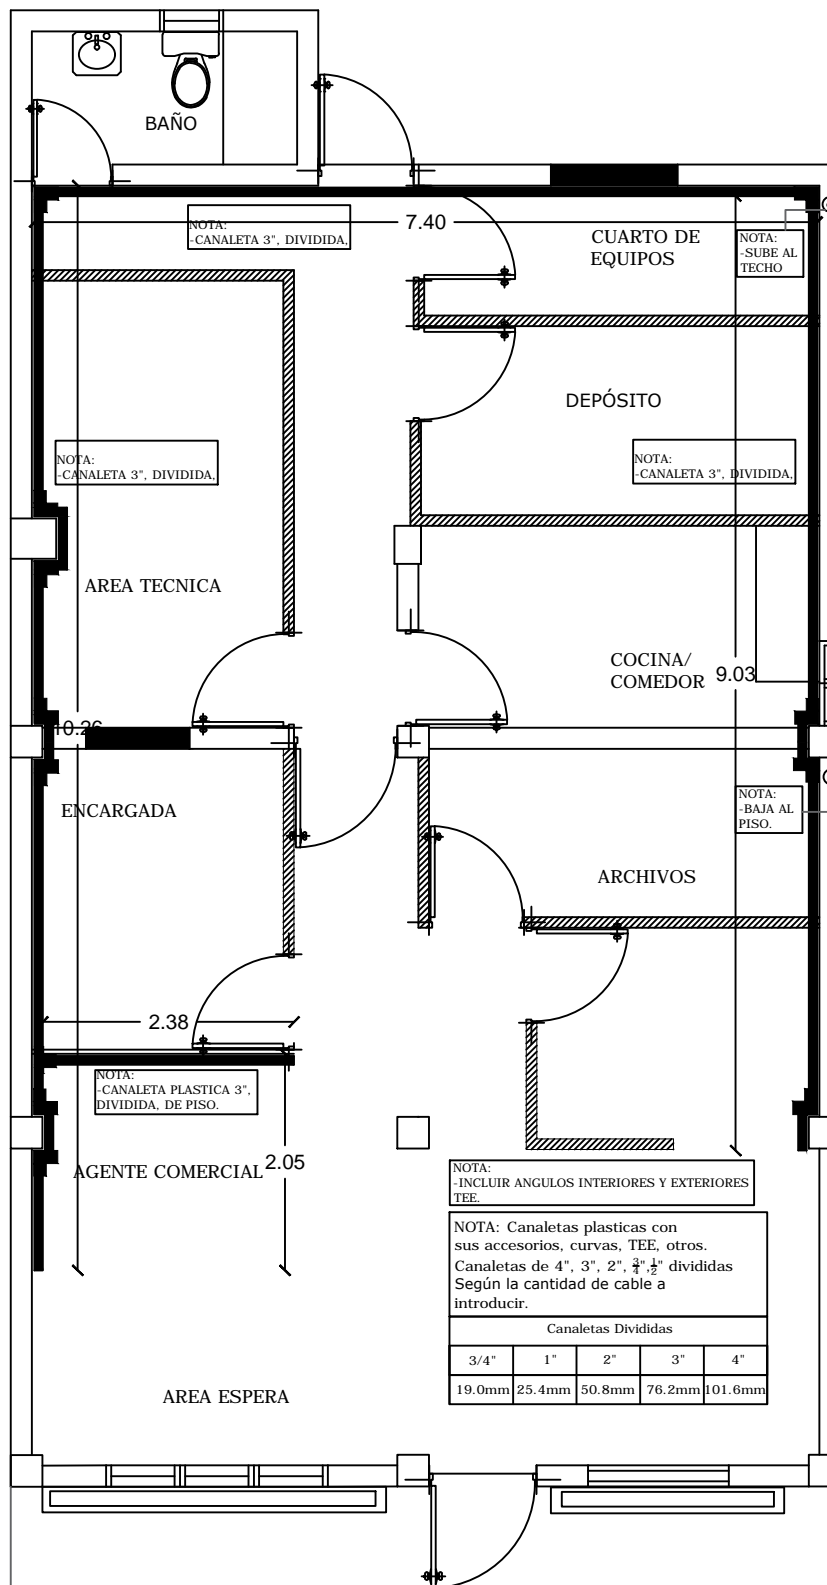 BAÑO
NOTA:
-CANALETA 3", DIVIDIDA,
7.40
CUARTO DE
EQUIPOS
NOTA:
-SUBE AL
TECHO
DEPÓSITO
NOTA:
-CANALETA 3", DIVIDIDA,
NOTA:
-CANALETA 3", DIVIDIDA,
AREA TECNICA
COCINA/
COMEDOR
9.03
10.26
ENCARGADA
NOTA:
-BAJA AL
PISO.
ARCHIVOS
2.38
NOTA:
-CANALETA PLASTICA 3",
DIVIDIDA, DE PISO.
AGENTE COMERCIAL
2.05
NOTA:
-INCLUIR ANGULOS INTERIORES Y EXTERIORES
TEE.
NOTA: Canaletas plasticas con
sus accesorios, curvas, TEE, otros.
Canaletas de 4", 3", 2", 3/4", 1/2" divididas
Según la cantidad de cable a
introducir.
Canaletas Divididas
3/4" 1" 2" 3" 4"
19.0mm 25.4mm 50.8mm 76.2mm 101.6mm
AREA ESPERA